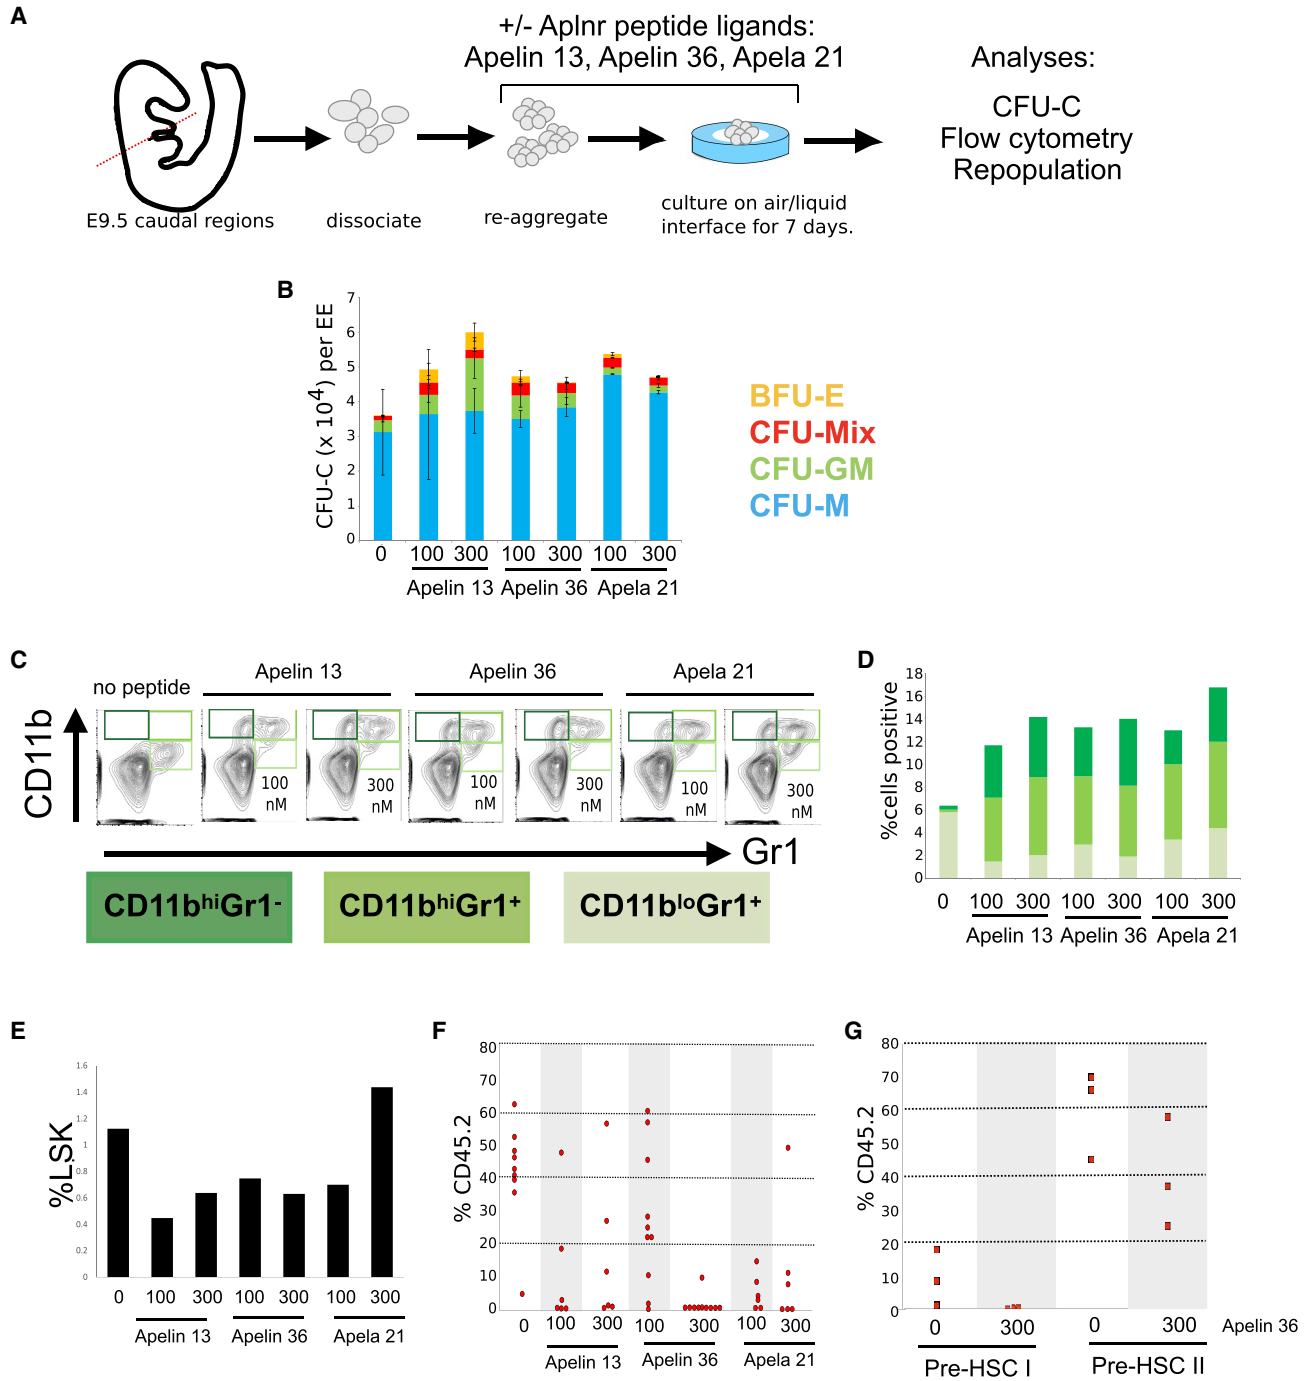 A
+/- Aplnr peptide ligands:
Apelin 13, Apelin 36, Apela 21
Analyses:
CFU-C
Flow cytometry
Repopulation
E9.5 caudal regions
dissociate
re-aggregate
culture on air/liquid
interface for 7 days.
B
CFU-C (x 10⁴) per EE
7
6
5
4
3
2
1
0
0 100 300 100 300 100 300
Apelin 13 Apelin 36 Apela 21
BFU-E
CFU-Mix
CFU-GM
CFU-M
C
CD11b
no peptide
Apelin 13
Apelin 36
Apela 21
100 nM
300 nM
100 nM
300 nM
100 nM
300 nM
Gr1
CD11bʰⁱGr1⁻
CD11bʰⁱGr1⁺
CD11bˡᵒGr1⁺
D
%cells positive
18
16
14
12
10
8
6
4
2
0
0 100 300 100 300 100 300
Apelin 13 Apelin 36 Apela 21
E
%LSK
1.6
1.4
1.2
1
0.8
0.6
0.4
0.2
0
0 100 300 100 300 100 300
Apelin 13 Apelin 36 Apela 21
F
% CD45.2
80
70
60
50
40
30
20
10
0
0 100 300 100 300 100 300
Apelin 13 Apelin 36 Apela 21
G
% CD45.2
80
70
60
50
40
30
20
10
0
0 300 0 300 Apelin 36
Pre-HSC I Pre-HSC II